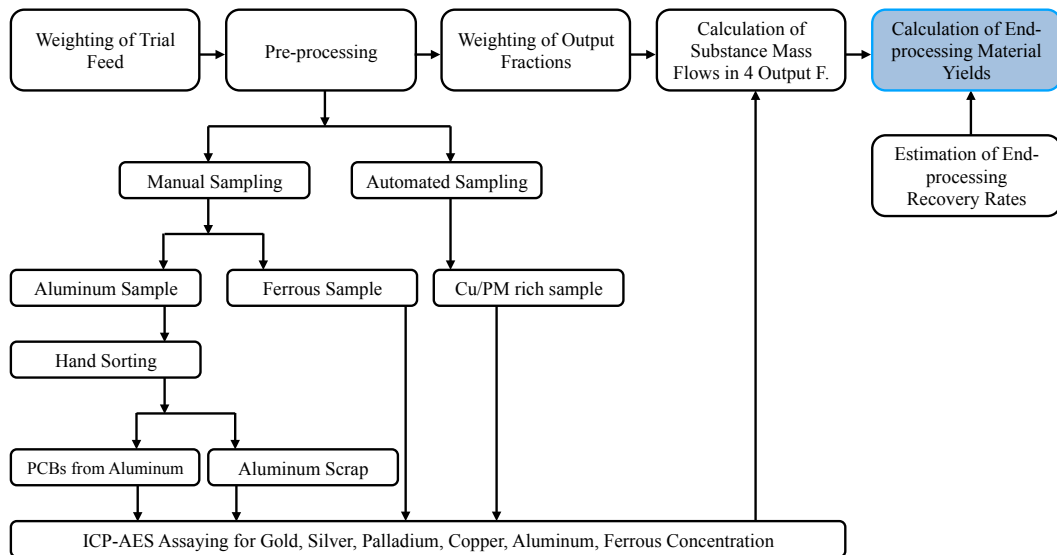 Weighting of Trial
Feed
Pre-processing
Weighting of Output
Fractions
Calculation of
Substance Mass
Flows in 4 Output F.
Calculation of End-
processing Material
Yields
Estimation of End-
processing
Recovery Rates
Manual Sampling
Automated Sampling
Aluminum Sample
Ferrous Sample
Cu/PM rich sample
Hand Sorting
PCBs from Aluminum
Aluminum Scrap
ICP-AES Assaying for Gold, Silver, Palladium, Copper, Aluminum, Ferrous Concentration